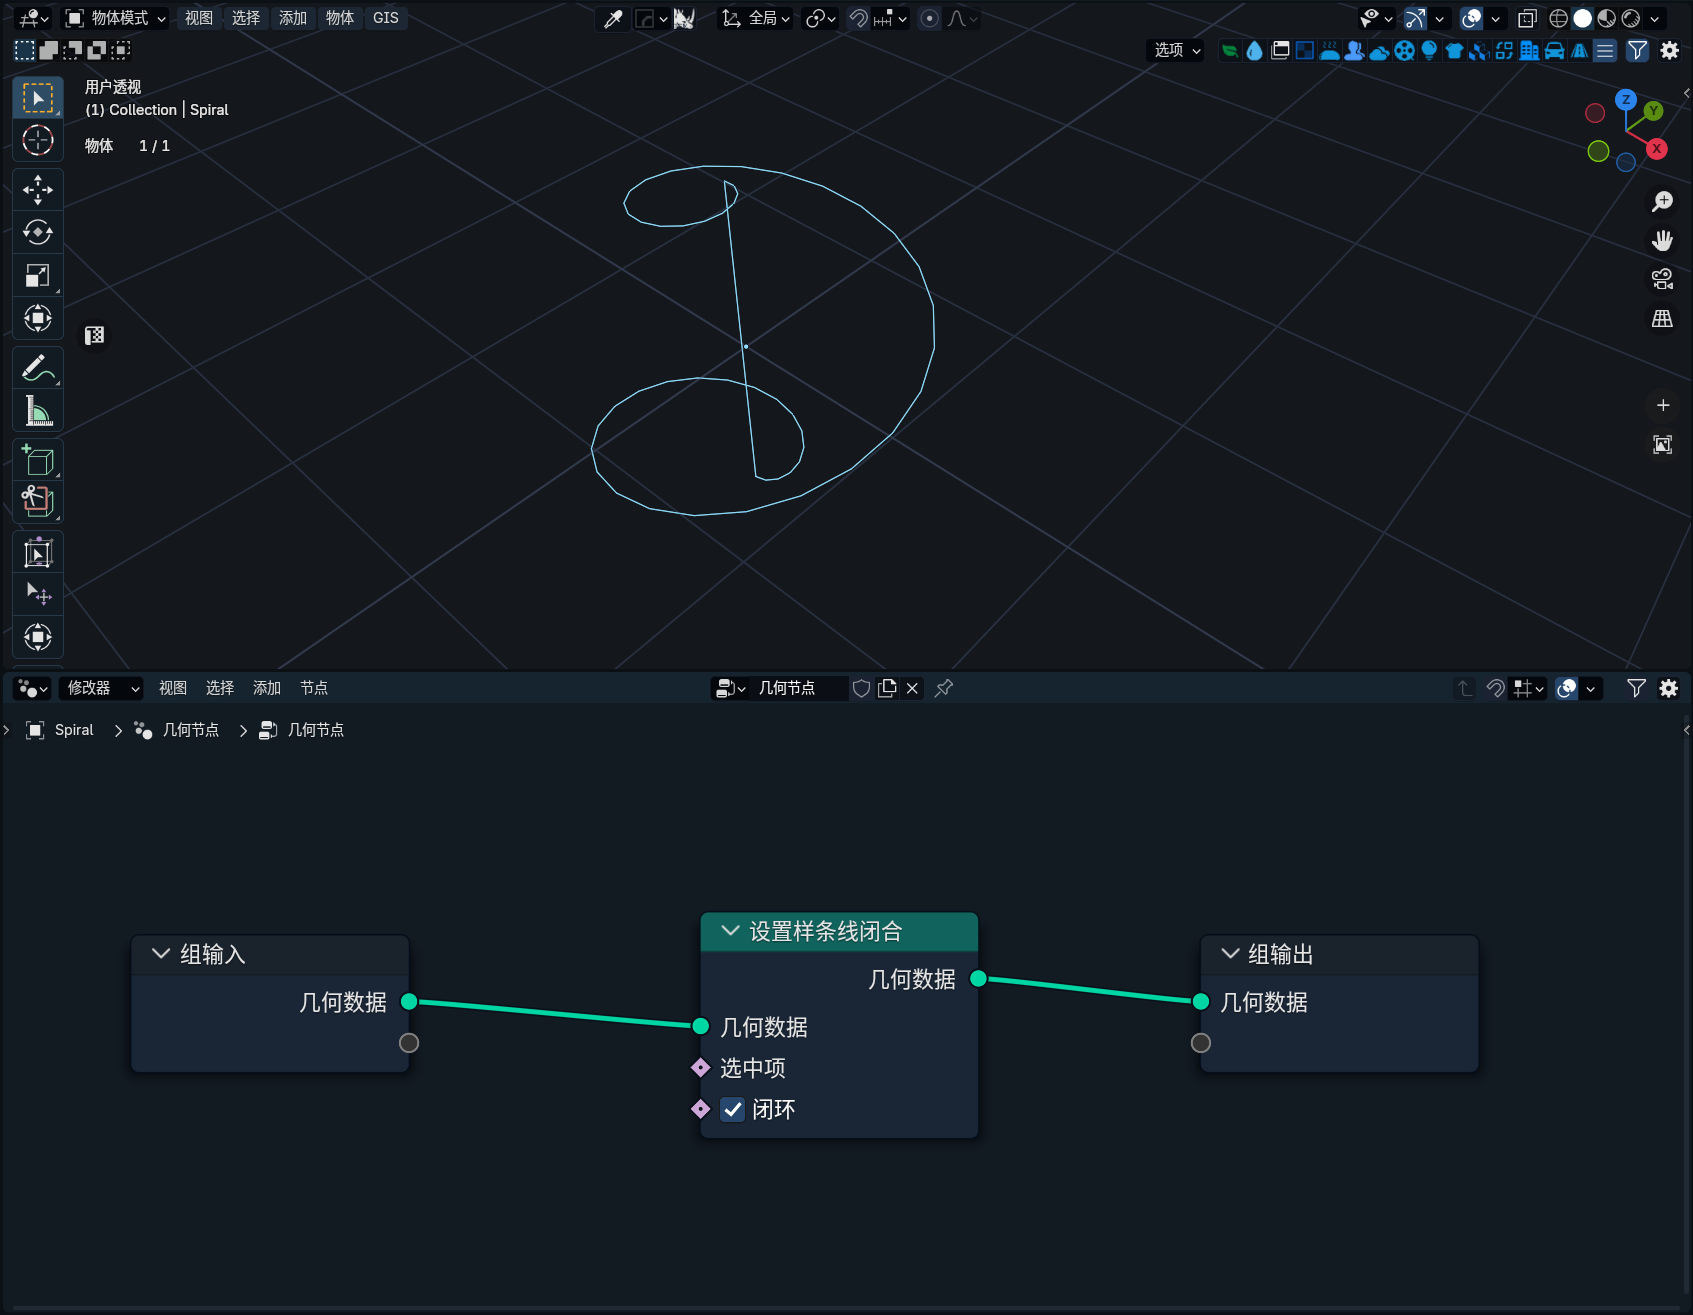 物体模式 视图 选择 添加 物体 GIS 全局
选项
用户透视
(1) Collection | Spiral
物体 1 / 1
Z
Y
X
修改器 视图 选择 添加 节点 几何节点
Spiral 几何节点 几何节点
组输入
几何数据
设置样条线闭合
几何数据
几何数据
选中项
闭环
组输出
几何数据